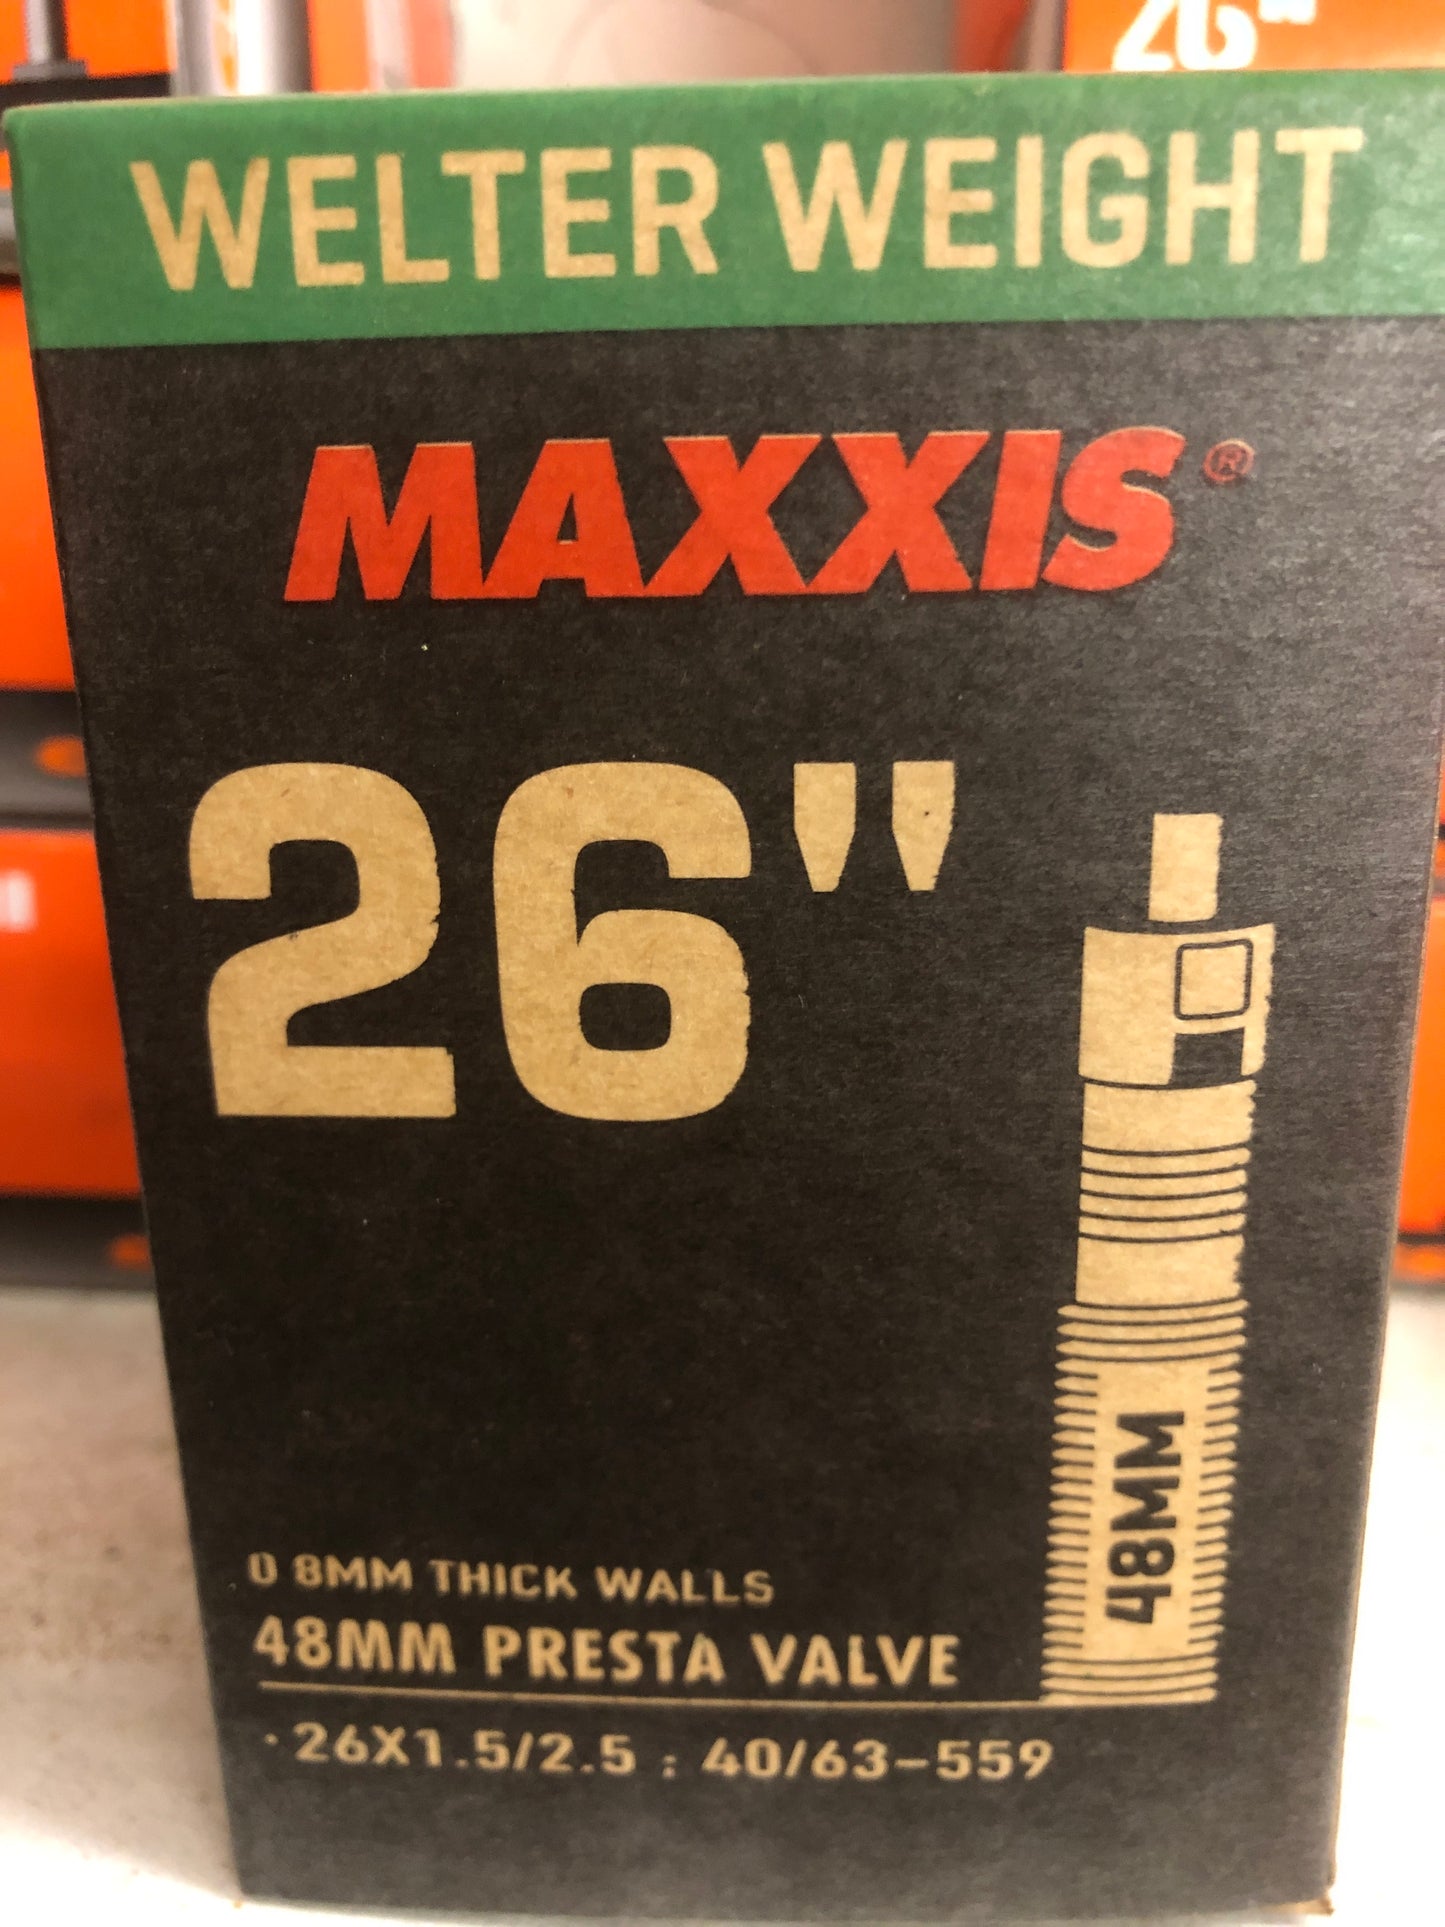 26"
WELTER WEIGHT
MAXXIS®
26"
48MM
0 8MM THICK WALLS
48MM PRESTA VALVE
· 26X1.5/2.5 : 40/63-559